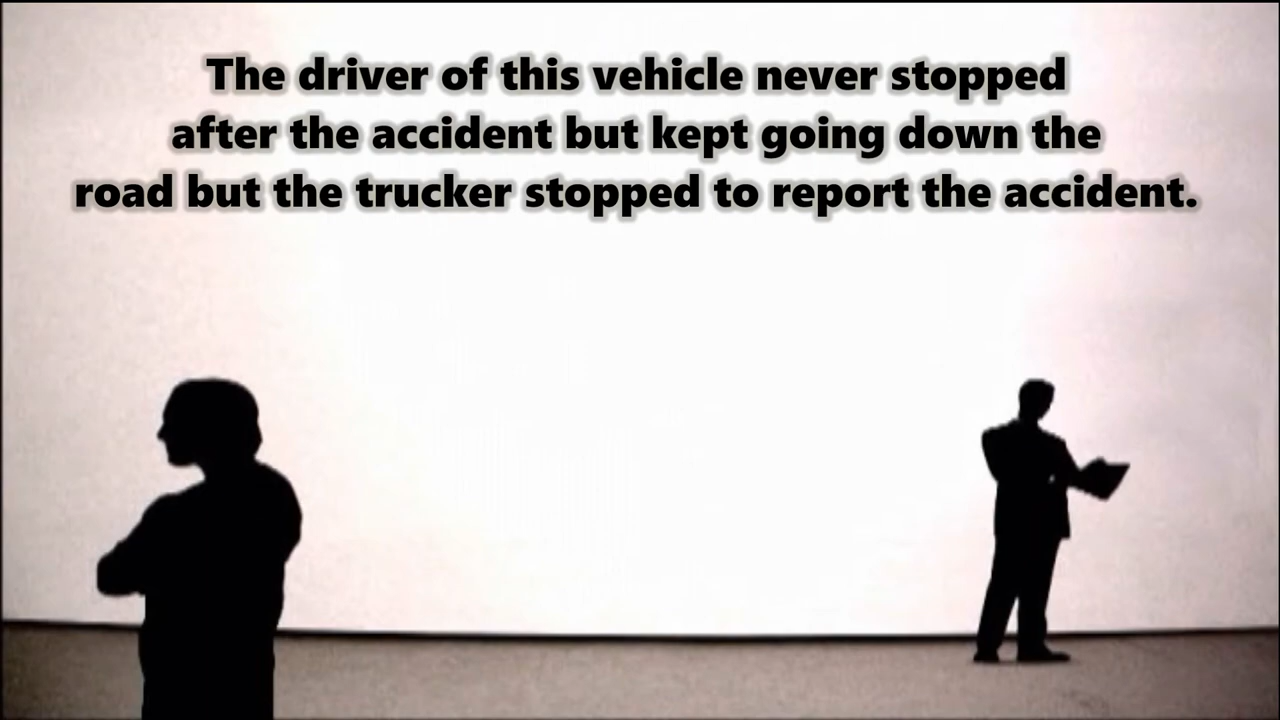 The driver of this vehicle never stopped
after the accident but kept going down the
road but the trucker stopped to report the accident.